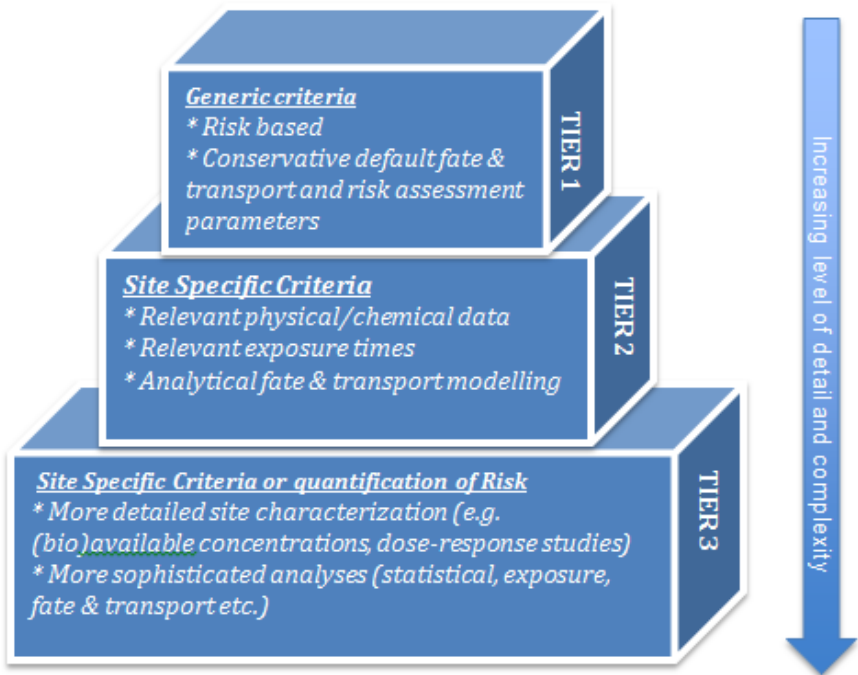 Generic criteria
* Risk based
* Conservative default fate &
transport and risk assessment
parameters
TIER 1
Site Specific Criteria
* Relevant physical/chemical data
* Relevant exposure times
* Analytical fate & transport modelling
TIER 2
Site Specific Criteria or quantification of Risk
* More detailed site characterization (e.g.
(bio)available concentrations, dose-response studies)
* More sophisticated analyses (statistical, exposure,
fate & transport etc.)
TIER 3
Increasing level of detail and complexity